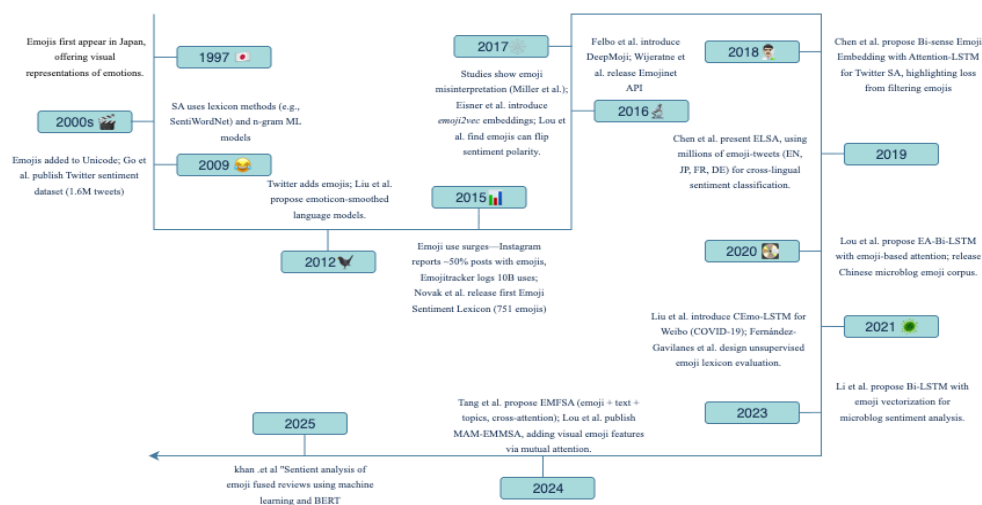 Emojis first appear in Japan,
offering visual
representations of emotions.
1997
2000s
SA uses lexicon methods (e.g.,
SentiWordNet) and n-gram ML
models
Emojis added to Unicode; Go et
al. publish Twitter sentiment
dataset (1.6M tweets)
2009
Twitter adds emojis; Liu et al.
propose emoticon-smoothed
language models.
2012
2015
Emoji use surges—Instagram
reports ~50% posts with emojis,
Emojitracker logs 10B uses;
Novak et al. release first Emoji
Sentiment Lexicon (751 emojis)
2016
Studies show emoji
misinterpretation (Miller et al.);
Eisner et al. introduce
emoji2vec embeddings; Lou et
al. find emojis can flip
sentiment polarity.
2017
Felbo et al. introduce
DeepMoji; Wijeratne et
al. release Emojinet
API
2018
Chen et al. propose Bi-sense Emoji
Embedding with Attention-LSTM
for Twitter SA, highlighting loss
from filtering emojis
Chen et al. present ELSA, using
millions of emoji-tweets (EN,
JP, FR, DE) for cross-lingual
sentiment classification.
2019
2020
Lou et al. propose EA-Bi-LSTM
with emoji-based attention; release
Chinese microblog emoji corpus.
Liu et al. introduce CEmo-LSTM for
Weibo (COVID-19); Fernández-
Gavilanes et al. design unsupervised
emoji lexicon evaluation.
2021
2023
Li et al. propose Bi-LSTM with
emoji vectorization for
microblog sentiment analysis.
Tang et al. propose EMFSA (emoji + text +
topics, cross-attention); Lou et al. publish
MAM-EMMSA, adding visual emoji features
via mutual attention.
2024
2025
khan .et al "Sentient analysis of
emoji fused reviews using machine
learning and BERT